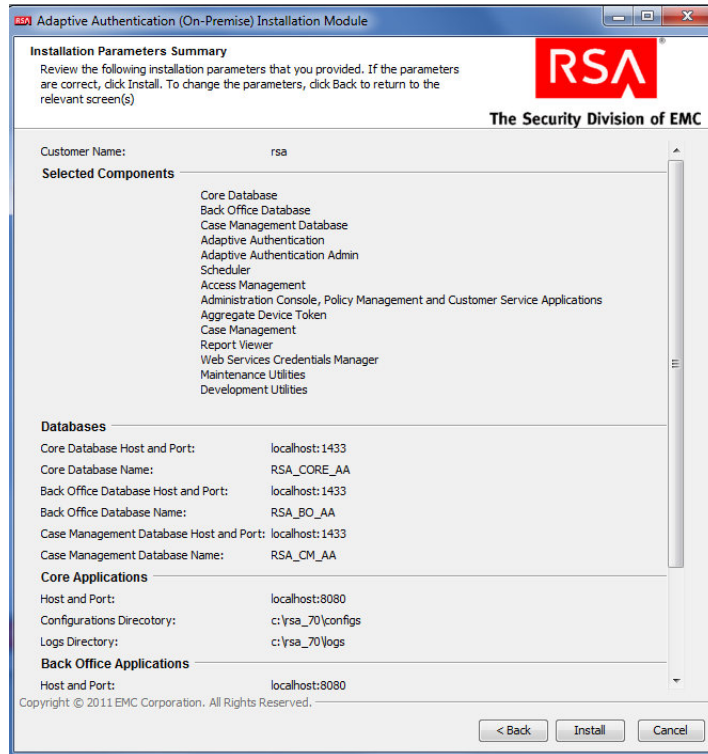 RSA Adaptive Authentication (On-Premise) Installation Module
Installation Parameters Summary
Review the following installation parameters that you provided. If the parameters
are correct, click Install. To change the parameters, click Back to return to the
relevant screen(s)
RSA®
The Security Division of EMC
Customer Name: rsa
Selected Components
Core Database
Back Office Database
Case Management Database
Adaptive Authentication
Adaptive Authentication Admin
Scheduler
Access Management
Administration Console, Policy Management and Customer Service Applications
Aggregate Device Token
Case Management
Report Viewer
Web Services Credentials Manager
Maintenance Utilities
Development Utilities
Databases
Core Database Host and Port: localhost:1433
Core Database Name: RSA_CORE_AA
Back Office Database Host and Port: localhost:1433
Back Office Database Name: RSA_BO_AA
Case Management Database Host and Port: localhost:1433
Case Management Database Name: RSA_CM_AA
Core Applications
Host and Port: localhost:8080
Configurations Direcotory: c:\rsa_70\configs
Logs Directory: c:\rsa_70\logs
Back Office Applications
Host and Port: localhost:8080
Copyright © 2011 EMC Corporation. All Rights Reserved.
< Back Install Cancel